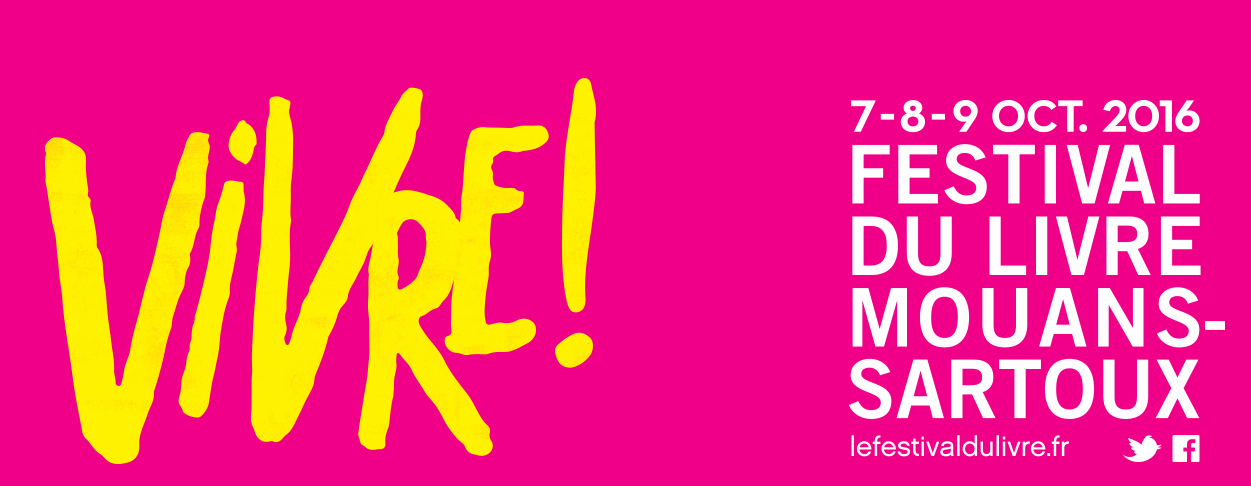 ViVRE!
7-8-9 OCT. 2016
FESTIVAL
DU LIVRE
MOUANS-
SARTOUX
lefestivaldulivre.fr